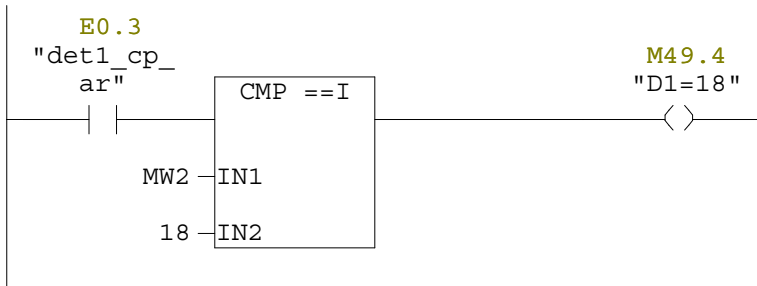 E0.3
"det1_cp_
ar"
CMP ==I
MW2
IN1
18
IN2
M49.4
"D1=18"